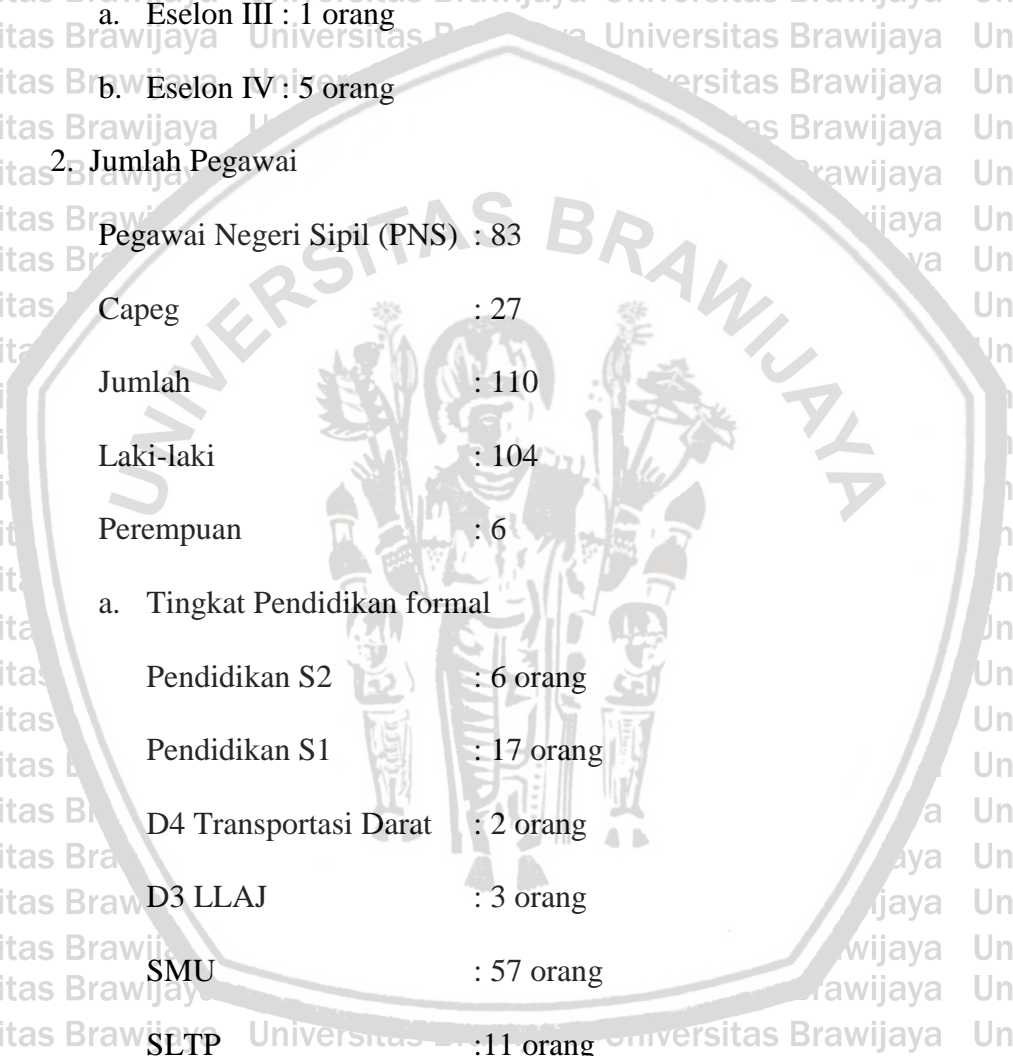 a. Eselon III : 1 orang
b. Eselon IV : 5 orang
2. Jumlah Pegawai
Pegawai Negeri Sipil (PNS) : 83
Capeg : 27
Jumlah : 110
Laki-laki : 104
Perempuan : 6
a. Tingkat Pendidikan formal
Pendidikan S2 : 6 orang
Pendidikan S1 : 17 orang
D4 Transportasi Darat : 2 orang
D3 LLAJ : 3 orang
SMU : 57 orang
SLTP :11 orang
UNIVERSITAS BRAWIJAYA